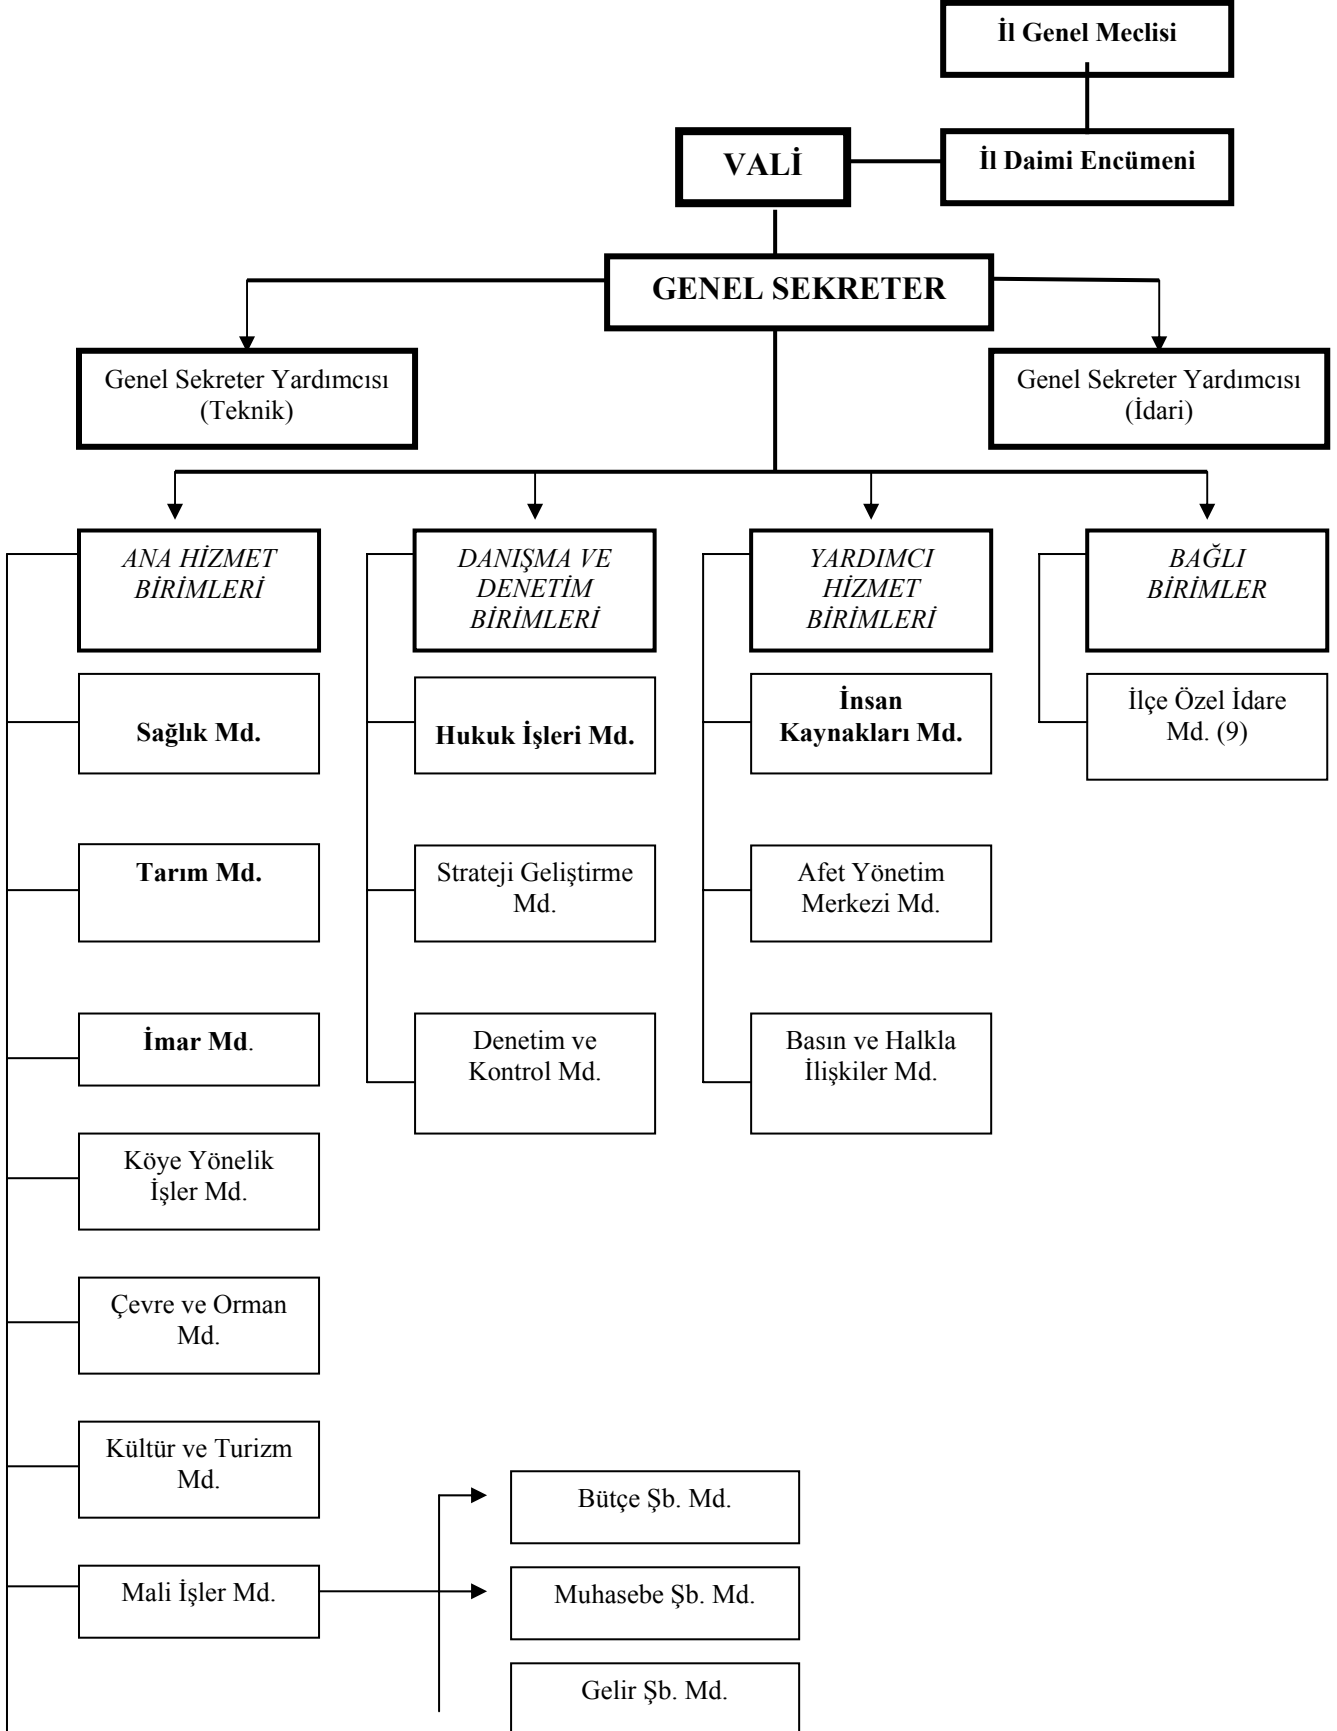 İl Genel Meclisi
VALİ
İl Daimi Encümeni
GENEL SEKRETER
Genel Sekreter Yardımcısı
(Teknik)
Genel Sekreter Yardımcısı
(İdari)
ANA HİZMET
BİRİMLERİ
DANIŞMA VE
DENETİM
BİRİMLERİ
YARDIMCI
HİZMET
BİRİMLERİ
BAĞLI
BİRİMLER
Sağlık Md.
Hukuk İşleri Md.
İnsan
Kaynakları Md.
İlçe Özel İdare
Md. (9)
Tarım Md.
Strateji Geliştirme
Md.
Afet Yönetim
Merkezi Md.
İmar Md.
Denetim ve
Kontrol Md.
Basın ve Halkla
İlişkiler Md.
Köye Yönelik
İşler Md.
Çevre ve Orman
Md.
Kültür ve Turizm
Md.
Bütçe Şb. Md.
Mali İşler Md.
Muhasebe Şb. Md.
Gelir Şb. Md.